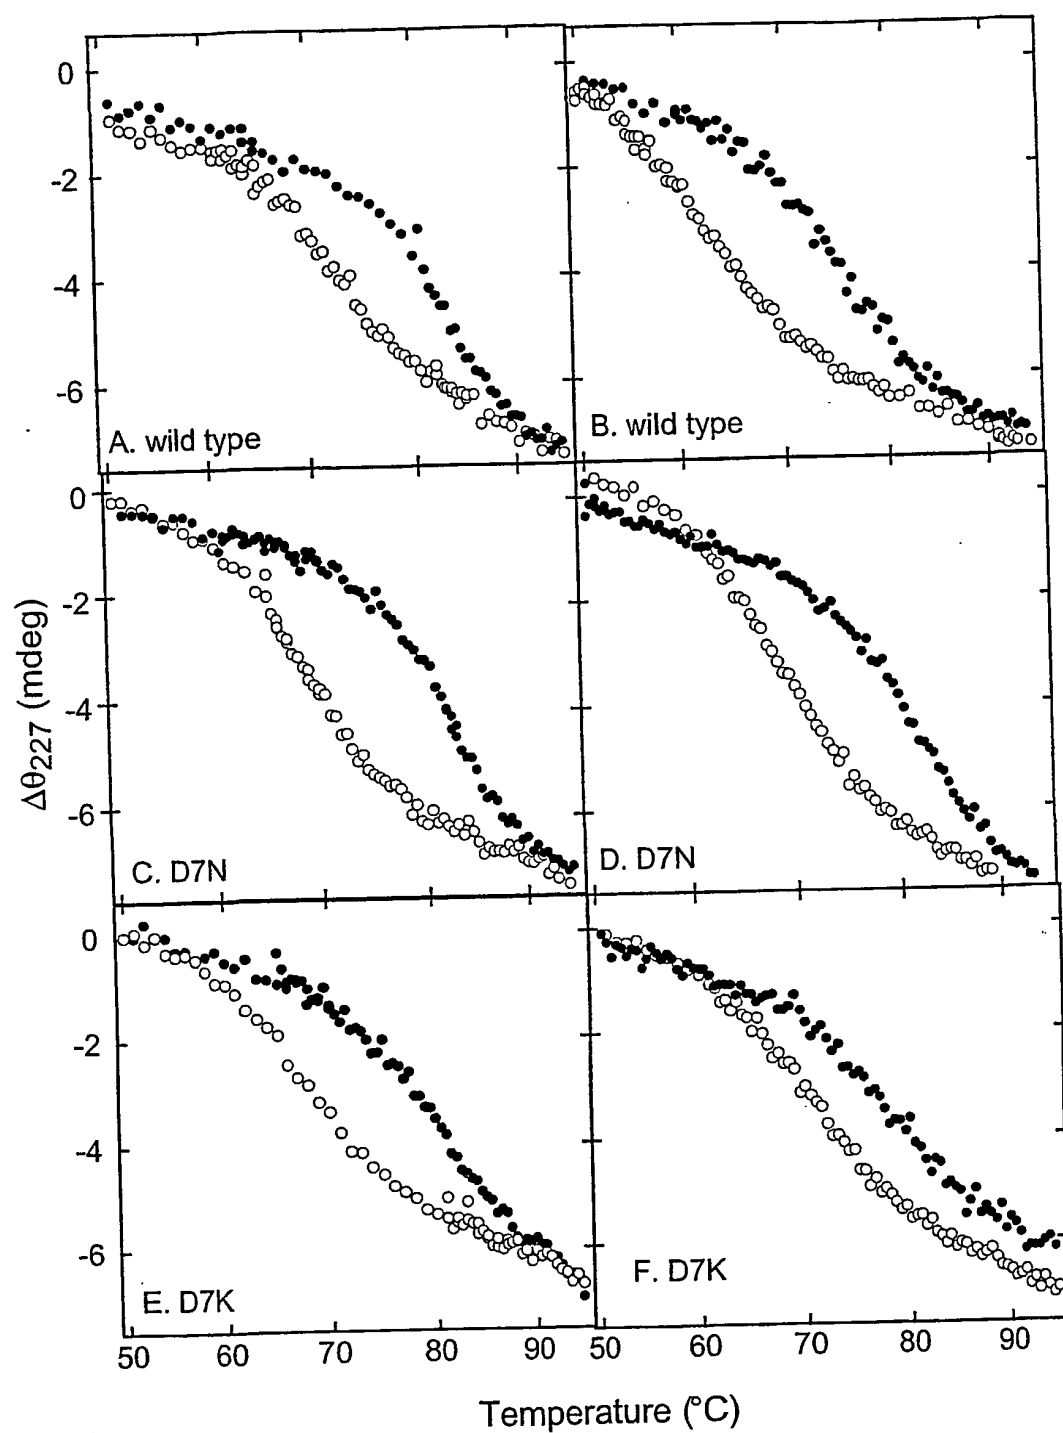 0
-2
-4
-6
A. wild type
B. wild type
0
-2
-4
-6
C. D7N
D. D7N
Δθ227 (mdeg)
0
-2
-4
-6
E. D7K
F. D7K
50 60 70 80 90 50 60 70 80 90
Temperature (°C)